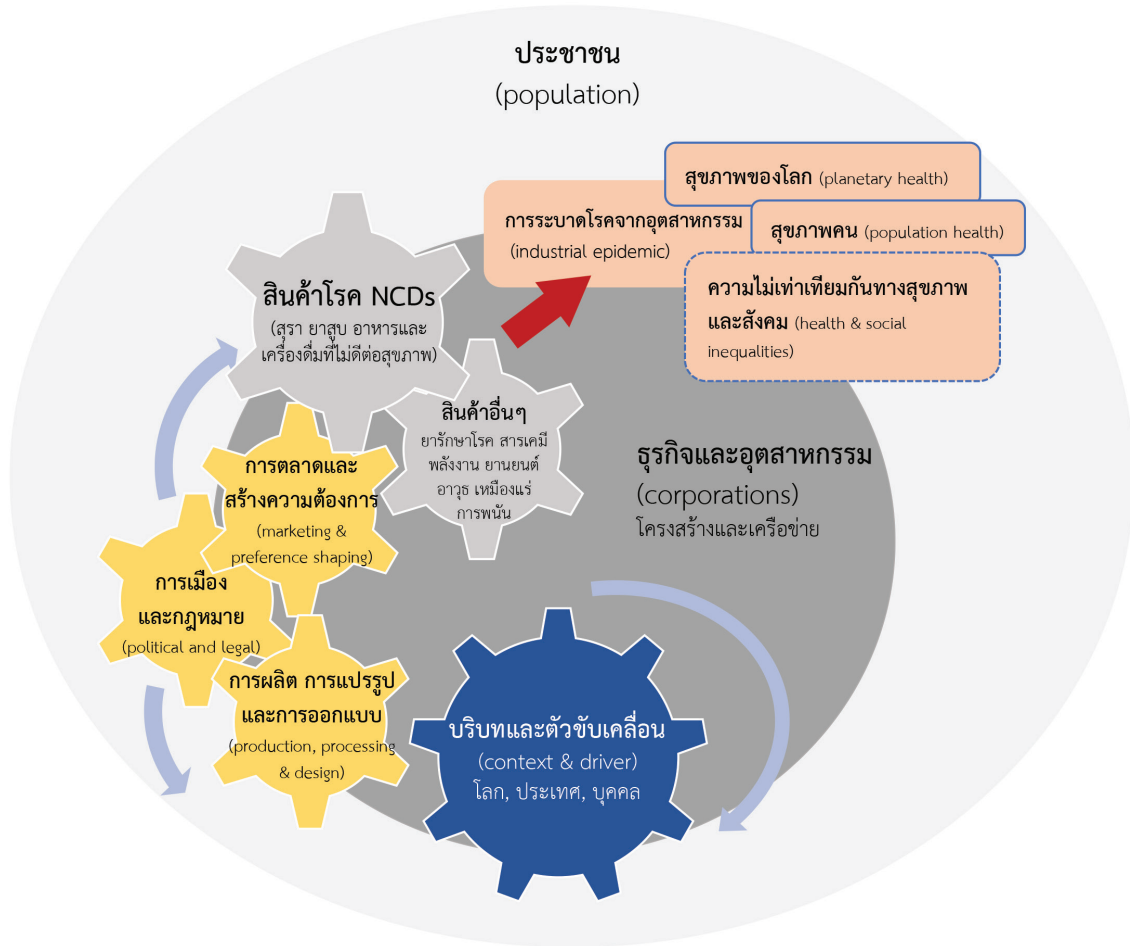 ประชาชน
(population)
สุขภาพของโลก (planetary health)
การระบาดโรคจากอุตสาหกรรม
(industrial epidemic)
สุขภาพคน (population health)
ความไม่เท่าเทียมกันทางสุขภาพ
และสังคม (health & social
inequalities)
สินค้าโรค NCDs
(สุรา ยาสูบ อาหารและ
เครื่องดื่มที่ไม่ดีต่อสุขภาพ)
สินค้าอื่นๆ
ยารักษาโรค สารเคมี
พลังงาน ยานยนต์
อาวุธ เหมืองแร่
การพนัน
ธุรกิจและอุตสาหกรรม
(corporations)
โครงสร้างและเครือข่าย
การตลาดและ
สร้างความต้องการ
(marketing &
preference shaping)
การเมือง
และกฎหมาย
(political and legal)
การผลิต การแปรรูป
และการออกแบบ
(production, processing
& design)
บริบทและตัวขับเคลื่อน
(context & driver)
โลก, ประเทศ, บุคคล